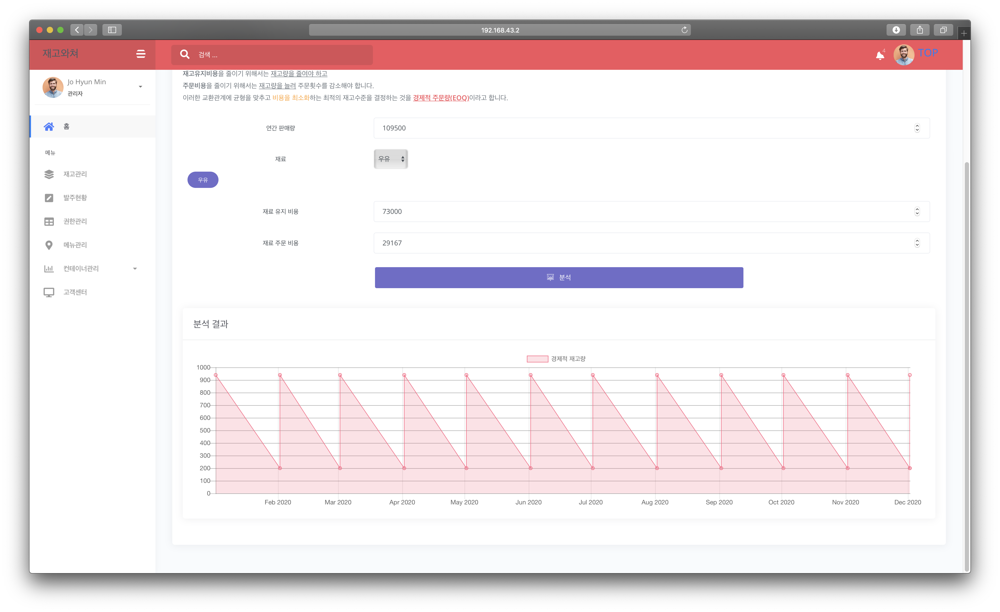 192.168.43.2
재고와쳐
검색 ...
4
TOP
Jo Hyun Min
관리자
홈
메뉴
재고관리
발주현황
권한관리
메뉴관리
컨테이너관리
고객센터
재고유지비용을 줄이기 위해서는 재고량을 줄여야 하고
주문비용을 줄이기 위해서는 재고량을 늘려 주문횟수를 감소해야 합니다.
이러한 교환관계에 균형을 맞추고 비용을 최소화하는 최적의 재고수준을 결정하는 것을 경제적 주문량(EOQ)이라고 합니다.
연간 판매량
109500
재료
우유
우유
재료 유지 비용
73000
재료 주문 비용
29167
분석
분석 결과
경제적 재고량
1000
900
800
700
600
500
400
300
200
100
0
Feb 2020 Mar 2020 Apr 2020 May 2020 Jun 2020 Jul 2020 Aug 2020 Sep 2020 Oct 2020 Nov 2020 Dec 2020